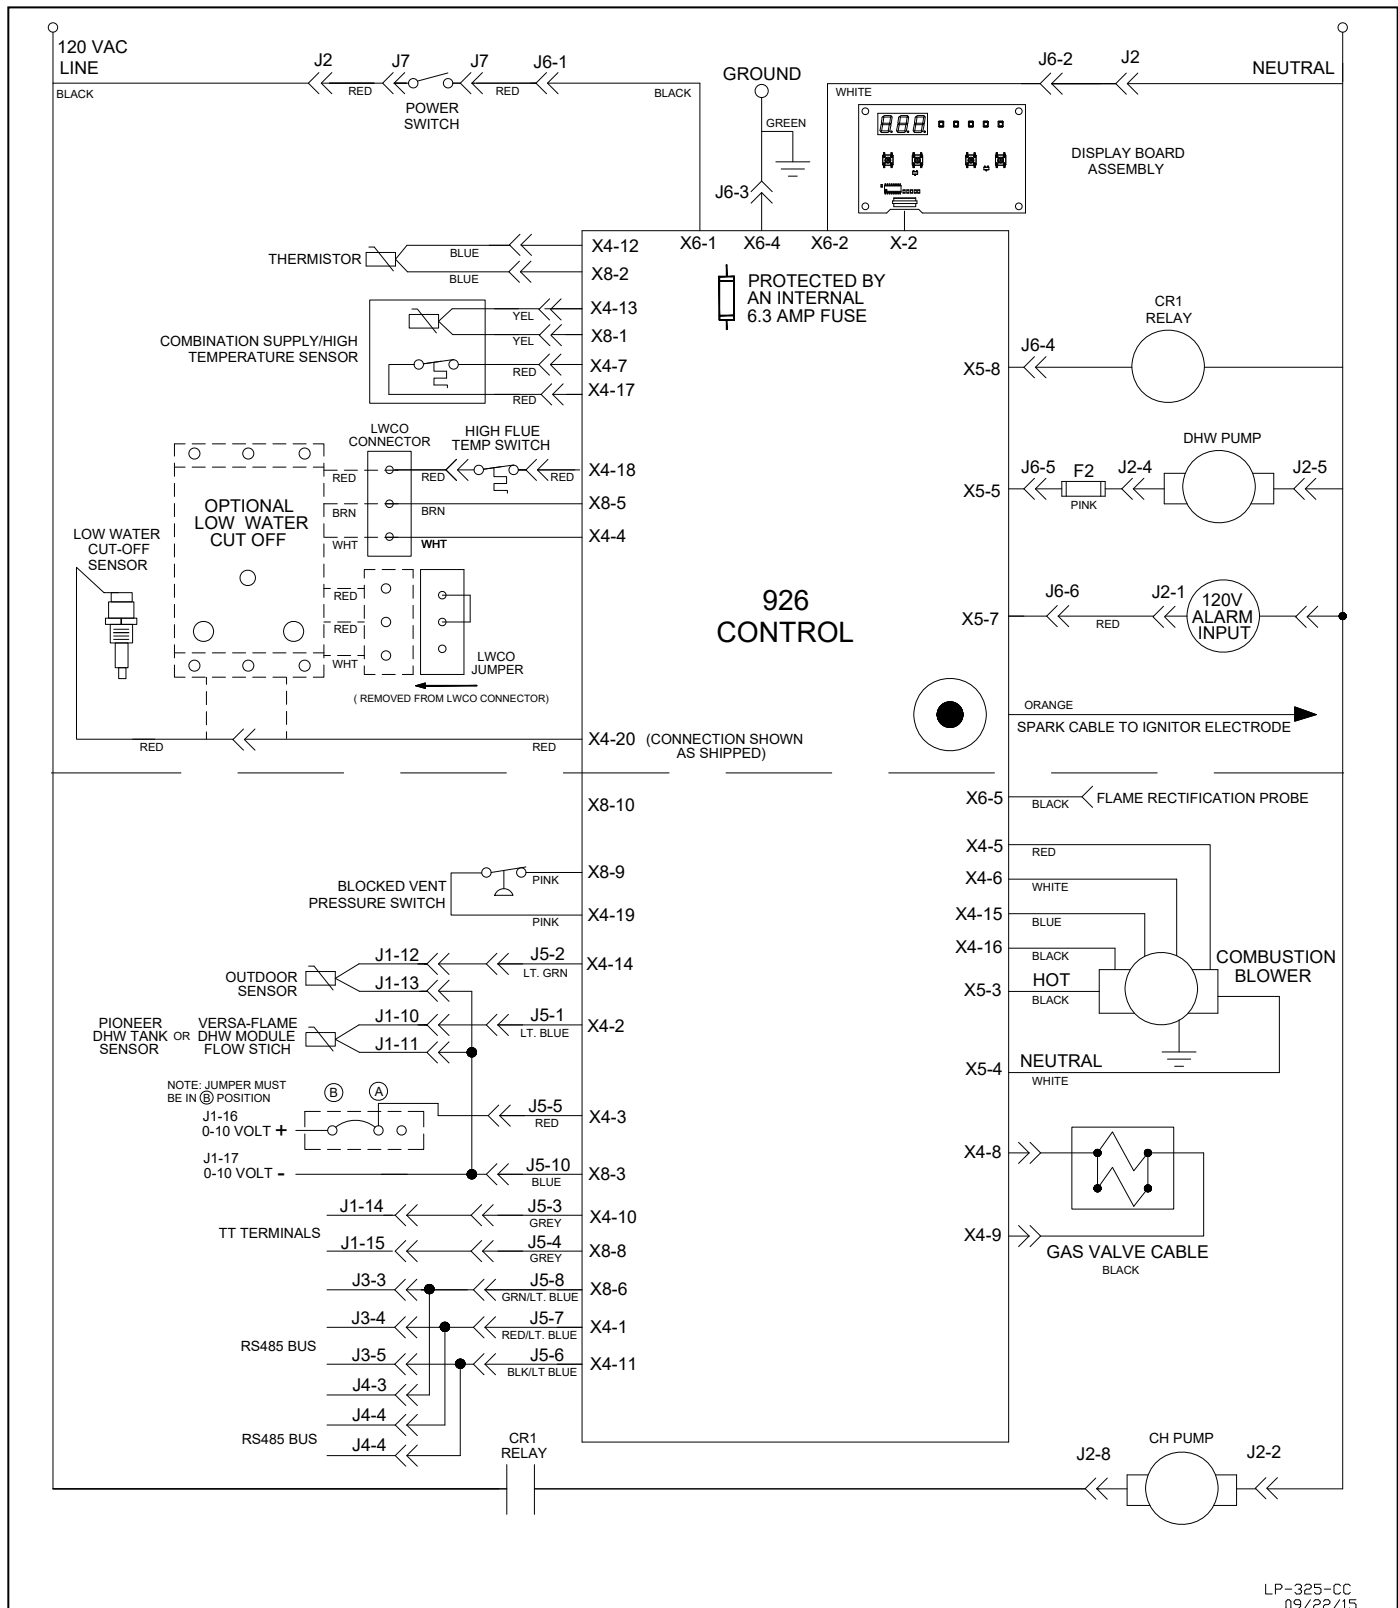 120 VAC
LINE
BLACK
J2
RED
J7
POWER
SWITCH
J7
RED
J6-1
BLACK
GROUND
GREEN
J6-3
WHITE
J6-2
J2
NEUTRAL
DISPLAY BOARD
ASSEMBLY
X6-1
X6-4
X6-2
X-2
PROTECTED BY
AN INTERNAL
6.3 AMP FUSE
THERMISTOR
BLUE
X4-12
BLUE
X8-2
COMBINATION SUPPLY/HIGH
TEMPERATURE SENSOR
YEL
X4-13
YEL
X8-1
RED
X4-7
RED
X4-17
LWCO
CONNECTOR
HIGH FLUE
TEMP SWITCH
RED
RED
RED
X4-18
BRN
BRN
X8-5
WHT
WHT
X4-4
OPTIONAL
LOW WATER
CUT OFF
LOW WATER
CUT-OFF
SENSOR
RED
RED
WHT
LWCO
JUMPER
( REMOVED FROM LWCO CONNECTOR)
RED
RED
X4-20
(CONNECTION SHOWN
AS SHIPPED)
926
CONTROL
CR1
RELAY
X5-8
J6-4
DHW PUMP
X5-5
J6-5
F2
PINK
J2-4
J2-5
X5-7
J6-6
RED
J2-1
120V
ALARM
INPUT
ORANGE
SPARK CABLE TO IGNITOR ELECTRODE
X8-10
X6-5
BLACK
FLAME RECTIFICATION PROBE
X4-5
RED
X4-6
WHITE
X4-15
BLUE
X4-16
BLACK
X5-3
HOT
BLACK
COMBUSTION
BLOWER
X5-4
NEUTRAL
WHITE
BLOCKED VENT
PRESSURE SWITCH
PINK
X8-9
PINK
X4-19
OUTDOOR
SENSOR
J1-12
J1-13
J5-2
LT. GRN
X4-14
PIONEER
DHW TANK
SENSOR
OR
VERSA-FLAME
DHW MODULE
FLOW STICH
J1-10
J1-11
J5-1
LT. BLUE
X4-2
NOTE: JUMPER MUST
BE IN B POSITION
B
A
J1-16
0-10 VOLT +
J5-5
RED
X4-3
J1-17
0-10 VOLT -
J5-10
BLUE
X8-3
TT TERMINALS
J1-14
J5-3
GREY
X4-10
J1-15
J5-4
GREY
X8-8
RS485 BUS
J3-3
J5-8
GRN/LT. BLUE
X8-6
J3-4
J5-7
RED/LT. BLUE
X4-1
J3-5
J5-6
BLK/LT BLUE
X4-11
RS485 BUS
J4-3
J4-4
J4-4
X4-8
X4-9
GAS VALVE CABLE
BLACK
CR1
RELAY
CH PUMP
J2-8
J2-2
LP-325-CC
09/22/15